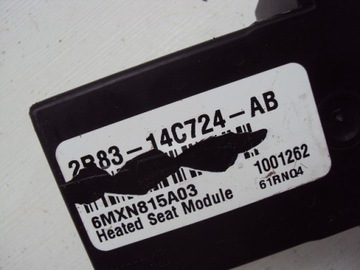 2R83-14C724-AB
6MXN815A03
1001262
Heated Seat Module
61RN04